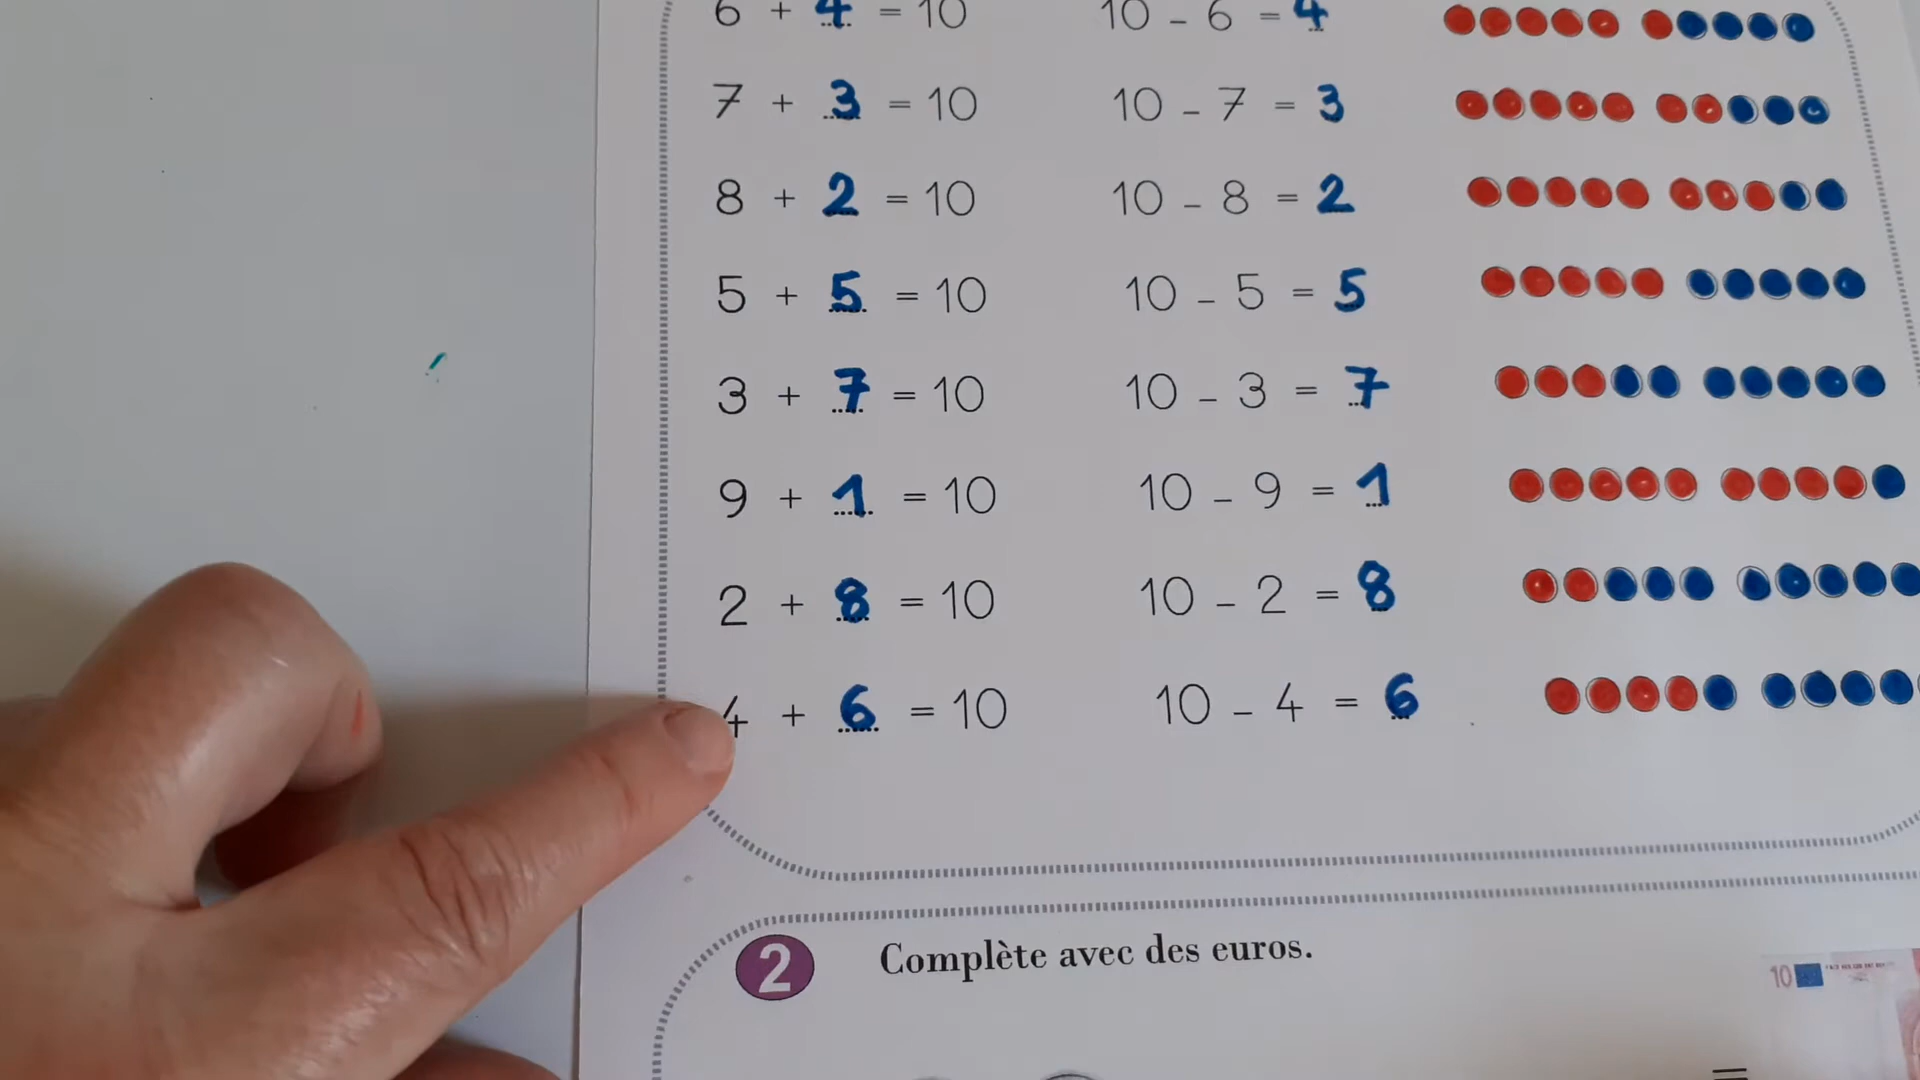 6 + 4 = 10 10 - 6 = 4
7 + 3 = 10 10 - 7 = 3
8 + 2 = 10 10 - 8 = 2
5 + 5 = 10 10 - 5 = 5
3 + 7 = 10 10 - 3 = 7
9 + 1 = 10 10 - 9 = 1
2 + 8 = 10 10 - 2 = 8
4 + 6 = 10 10 - 4 = 6
2 Complète avec des euros.
10
=